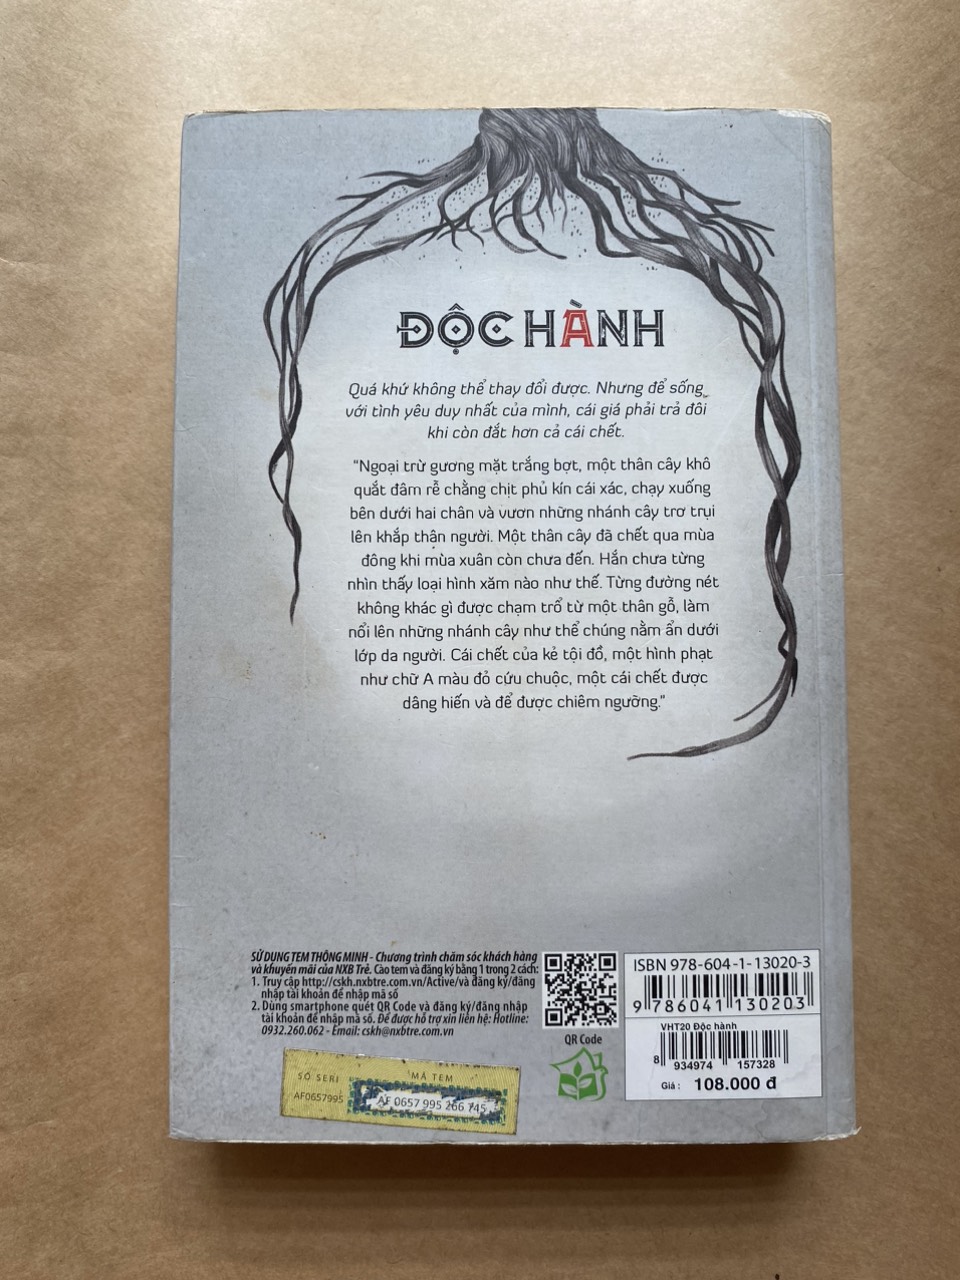 ĐỘC HÀNH
Quá khứ không thể thay đổi được. Nhưng để sống
với tình yêu duy nhất của mình, cái giá phải trả đôi
khi còn đắt hơn cả cái chết.
“Ngoại trừ gương mặt trắng bợt, một thân cây khô
quắt đâm rễ chằng chịt phủ kín cái xác, chạy xuống
bên dưới hai chân và vươn những nhánh cây trơ trụi
lên khắp thân người. Một thân cây đã chết qua mùa
đông khi mùa xuân còn chưa đến. Hắn chưa từng
nhìn thấy loại hình xăm nào như thế. Từng đường nét
không khác gì được chạm trổ từ một thân gỗ, làm
nổi lên những nhánh cây như thể chúng nằm ẩn dưới
lớp da người. Cái chết của kẻ tội đồ, một hình phạt
như chữ A màu đỏ cứu chuộc, một cái chết được
dâng hiến và để được chiêm ngưỡng.”
SỬ DỤNG TEM THÔNG MINH - Chương trình chăm sóc khách hàng
và khuyến mãi của NXB Trẻ. Cào tem và đăng ký bằng 1 trong 2 cách:
1. Truy cập http://cskh.nxbtre.com.vn/Active/và đăng ký/đăng
nhập tài khoản để nhập mã số
2. Dùng smartphone quét QR Code và đăng ký/đăng nhập
tài khoản để nhập mã số. Để được hỗ trợ xin liên hệ: Hotline:
0932.260.062 - Email: cskh@nxbtre.com.vn
QR Code
ISBN 978-604-1-13020-3
9 786041 130203
VHT20 Độc hành
8 934974 157328
Giá : 108.000 đ
SỐ SERI
AF0657995
MÃ TEM
AF 0657 995 266 745